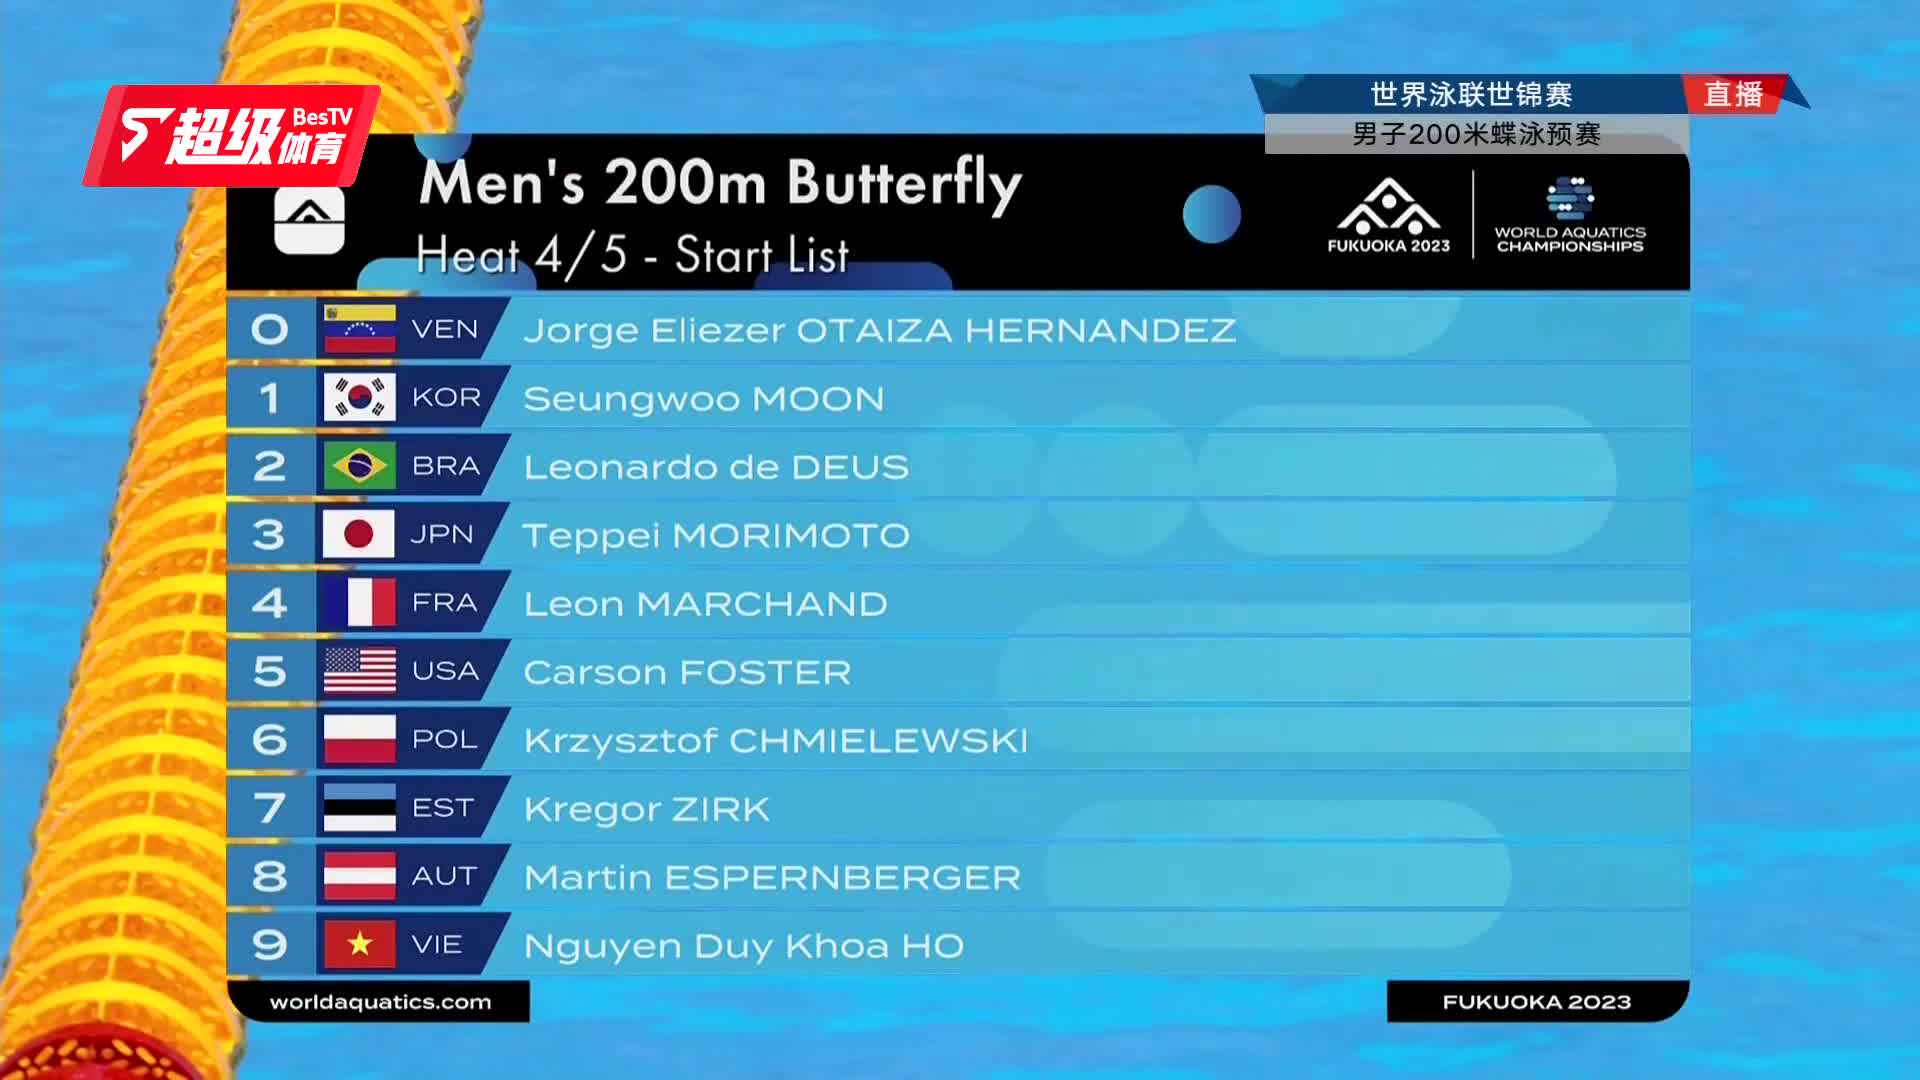 超级体育 BesTV
世界泳联世锦赛 直播
男子200米蝶泳预赛
Men's 200m Butterfly
Heat 4/5 - Start List
FUKUOKA 2023
WORLD AQUATICS
CHAMPIONSHIPS
0 VEN Jorge Eliezer OTAIZA HERNANDEZ
1 KOR Seungwoo MOON
2 BRA Leonardo de DEUS
3 JPN Teppei MORIMOTO
4 FRA Leon MARCHAND
5 USA Carson FOSTER
6 POL Krzysztof CHMIELEWSKI
7 EST Kregor ZIRK
8 AUT Martin ESPERNBERGER
9 VIE Nguyen Duy Khoa HO
worldaquatics.com
FUKUOKA 2023